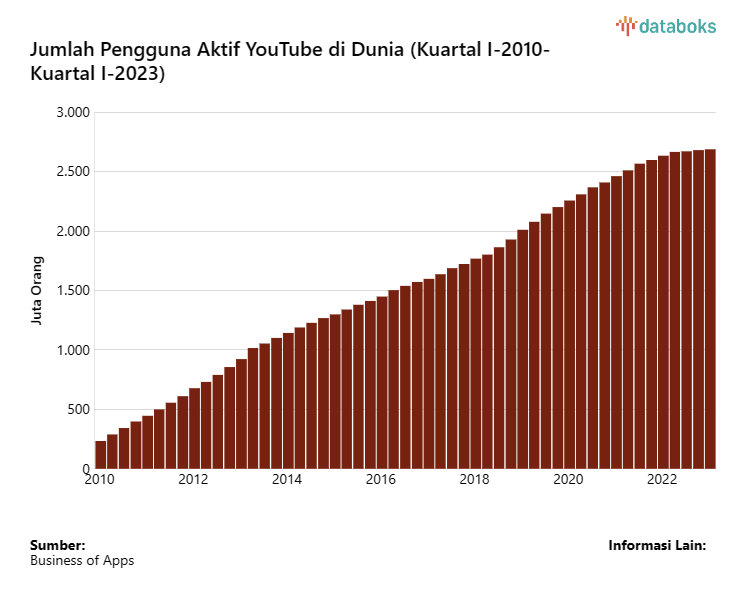 databoks
Jumlah Pengguna Aktif YouTube di Dunia (Kuartal I-2010-
Kuartal I-2023)
3.000
2.500
2.000
1.500
1.000
500
0
Juta Orang
2010
2012
2014
2016
2018
2020
2022
Sumber:
Business of Apps
Informasi Lain: